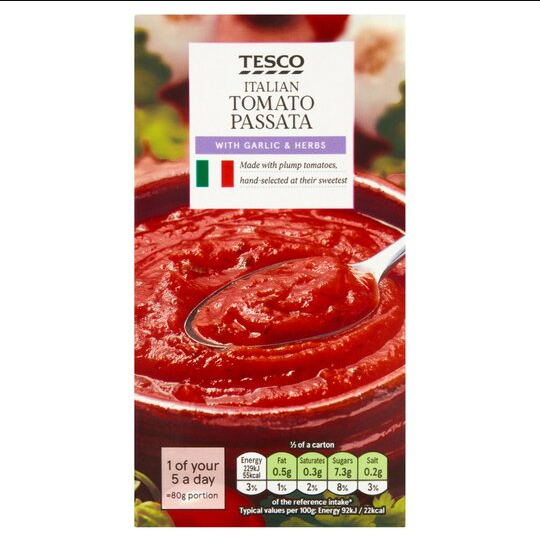 TESCO
ITALIAN
TOMATO
PASSATA
WITH GARLIC & HERBS
Made with plump tomatoes,
hand-selected at their sweetest
1 of your
5 a day
=80g portion
⅓ of a carton
Energy Fat Saturates Sugars Salt
229kJ
55kcal 0.5g 0.3g 7.3g 0.2g
3% 1% 2% 8% 3%
of the reference intake*
Typical values per 100g: Energy 92kJ / 22kcal